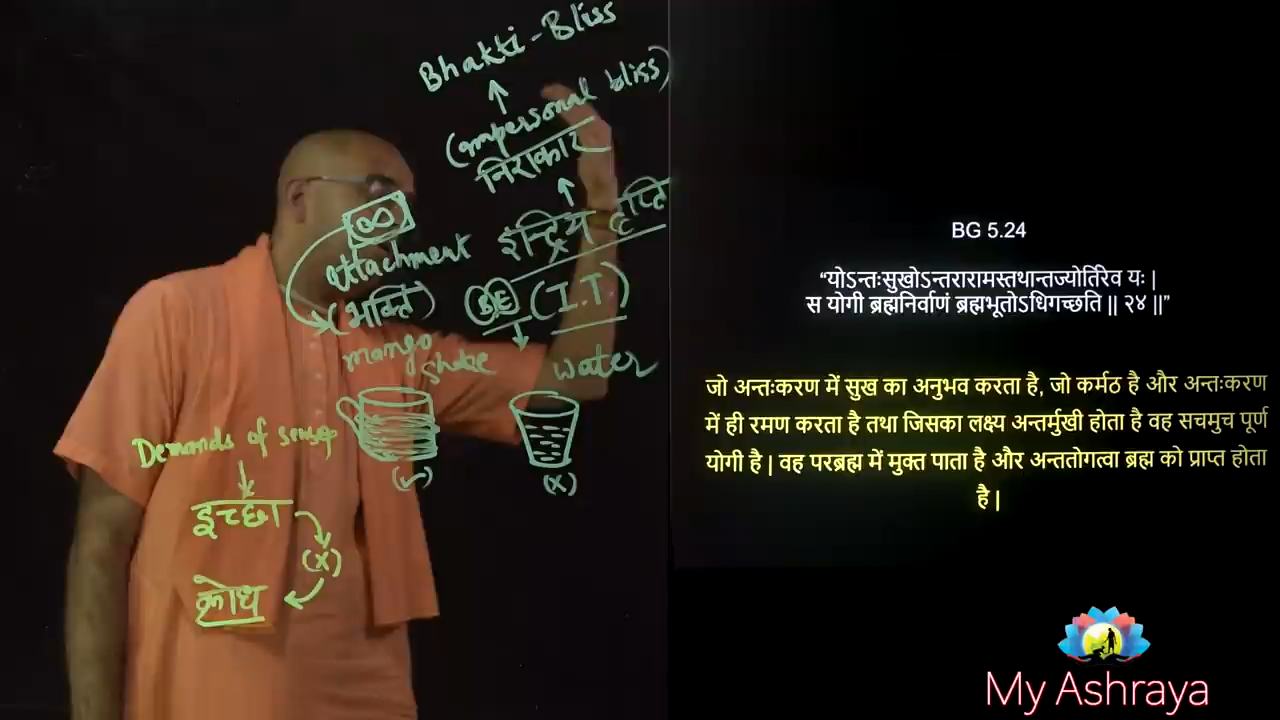 Bhakti-Bliss
(impersonal bliss)
निराकार
इन्द्रिय तृप्ति
(I.T)
∞
attachment
(भक्ति)
mango
shake
water
(✓)
(x)
Demands of senses
इच्छा
(x)
क्रोध
BG 5.24
“योऽन्तःसुखोऽन्तरारामस्तथान्तर्ज्योतिरेव यः |
स योगी ब्रह्मनिर्वाणं ब्रह्मभूतोऽधिगच्छति || २४ ||”
जो अन्तःकरण में सुख का अनुभव करता है, जो कर्मठ है और अन्तःकरण
में ही रमण करता है तथा जिसका लक्ष्य अन्तर्मुखी होता है वह सचमुच पूर्ण
योगी है | वह परब्रह्म में मुक्त पाता है और अन्ततोगत्वा ब्रह्म को प्राप्त होता
है |
My Ashraya